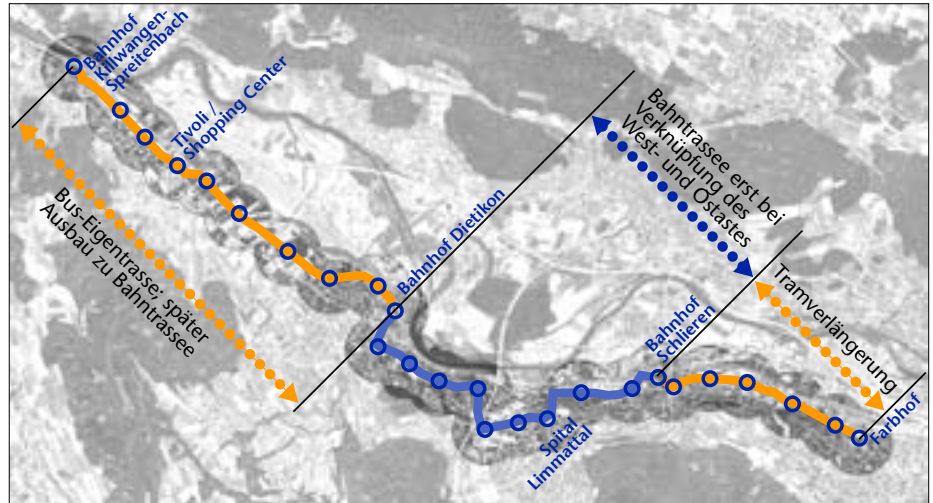 Bahnhof
Killwangen-
Spreitenbach
Tivoli /
Shopping Center
Bus-Eigentrasse; später
Ausbau zu Bahntrassee
Bahnhof Dietikon
Bahntrassee erst bei
Verknüpfung des
West- und Ostastes
Spital
Limmattal
Bahnhof
Schlieren
Tramverlängerung
Farbhof